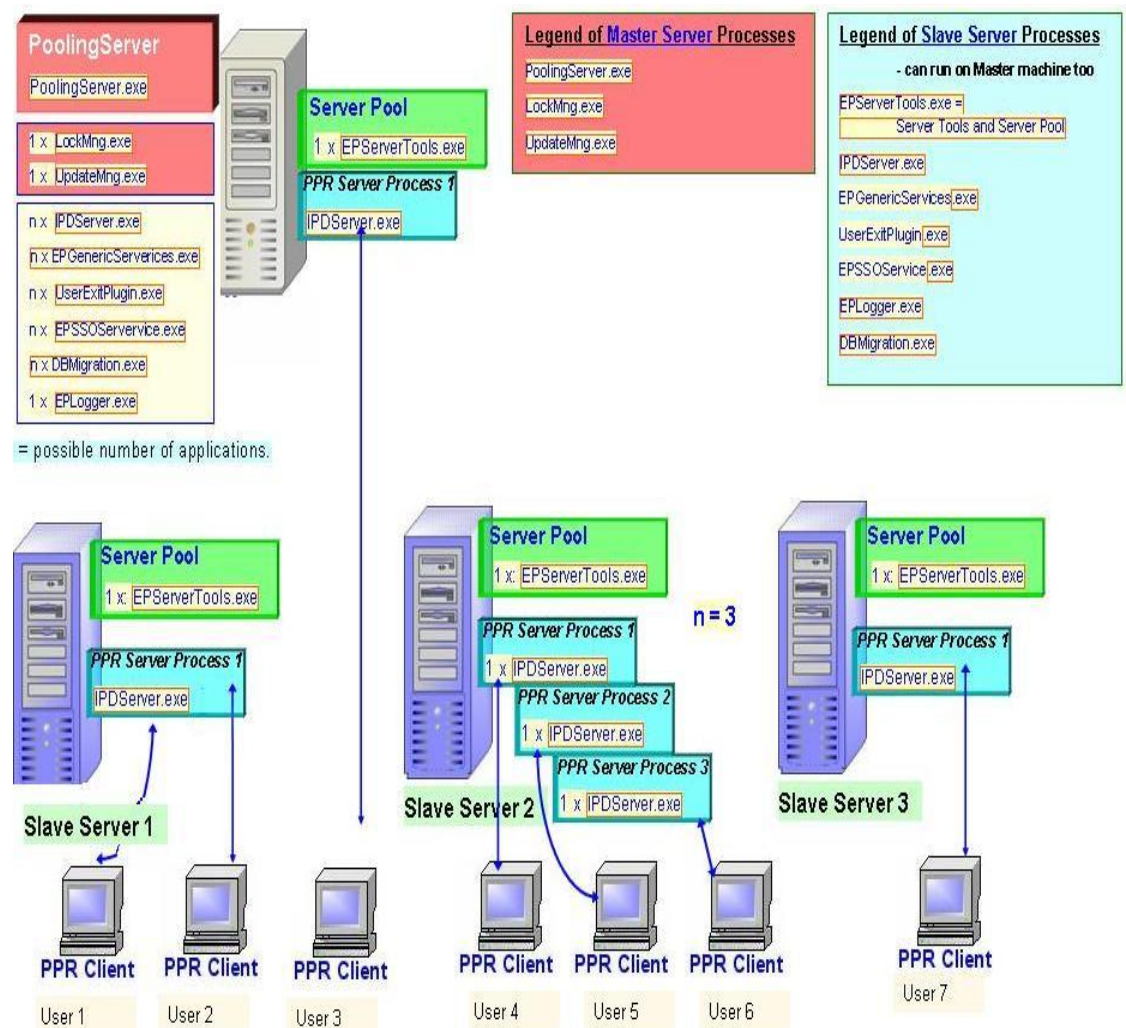 PoolingServer
PoolingServer.exe
1 x LockMng.exe
1 x UpdateMng.exe
n x IPDServer.exe
n x EPGenericServerices.exe
n x UserExitPlugin.exe
n x EPSSOServervice.exe
n x DBMigration.exe
1 x EPLogger.exe
= possible number of applications.
Server Pool
1 x EPServerTools.exe
PPR Server Process 1
IPDServer.exe
Legend of Master Server Processes
PoolingServer.exe
LockMng.exe
UpdateMng.exe
Legend of Slave Server Processes
- can run on Master machine too
EPServerTools.exe =
Server Tools and Server Pool
IPDServer.exe
EPGenericServices.exe
UserExitPlugin.exe
EPSSOService.exe
EPLogger.exe
DBMigration.exe
Server Pool
1 x: EPServerTools.exe
PPR Server Process 1
IPDServer.exe
Slave Server 1
Server Pool
1 x: EPServerTools.exe
n = 3
PPR Server Process 1
1 x IPDServer.exe
PPR Server Process 2
1 x IPDServer.exe
PPR Server Process 3
1 x IPDServer.exe
Slave Server 2
Server Pool
1 x: EPServerTools.exe
PPR Server Process 1
IPDServer.exe
Slave Server 3
PPR Client
User 1
PPR Client
User 2
PPR Client
User 3
PPR Client
User 4
PPR Client
User 5
PPR Client
User 6
PPR Client
User 7